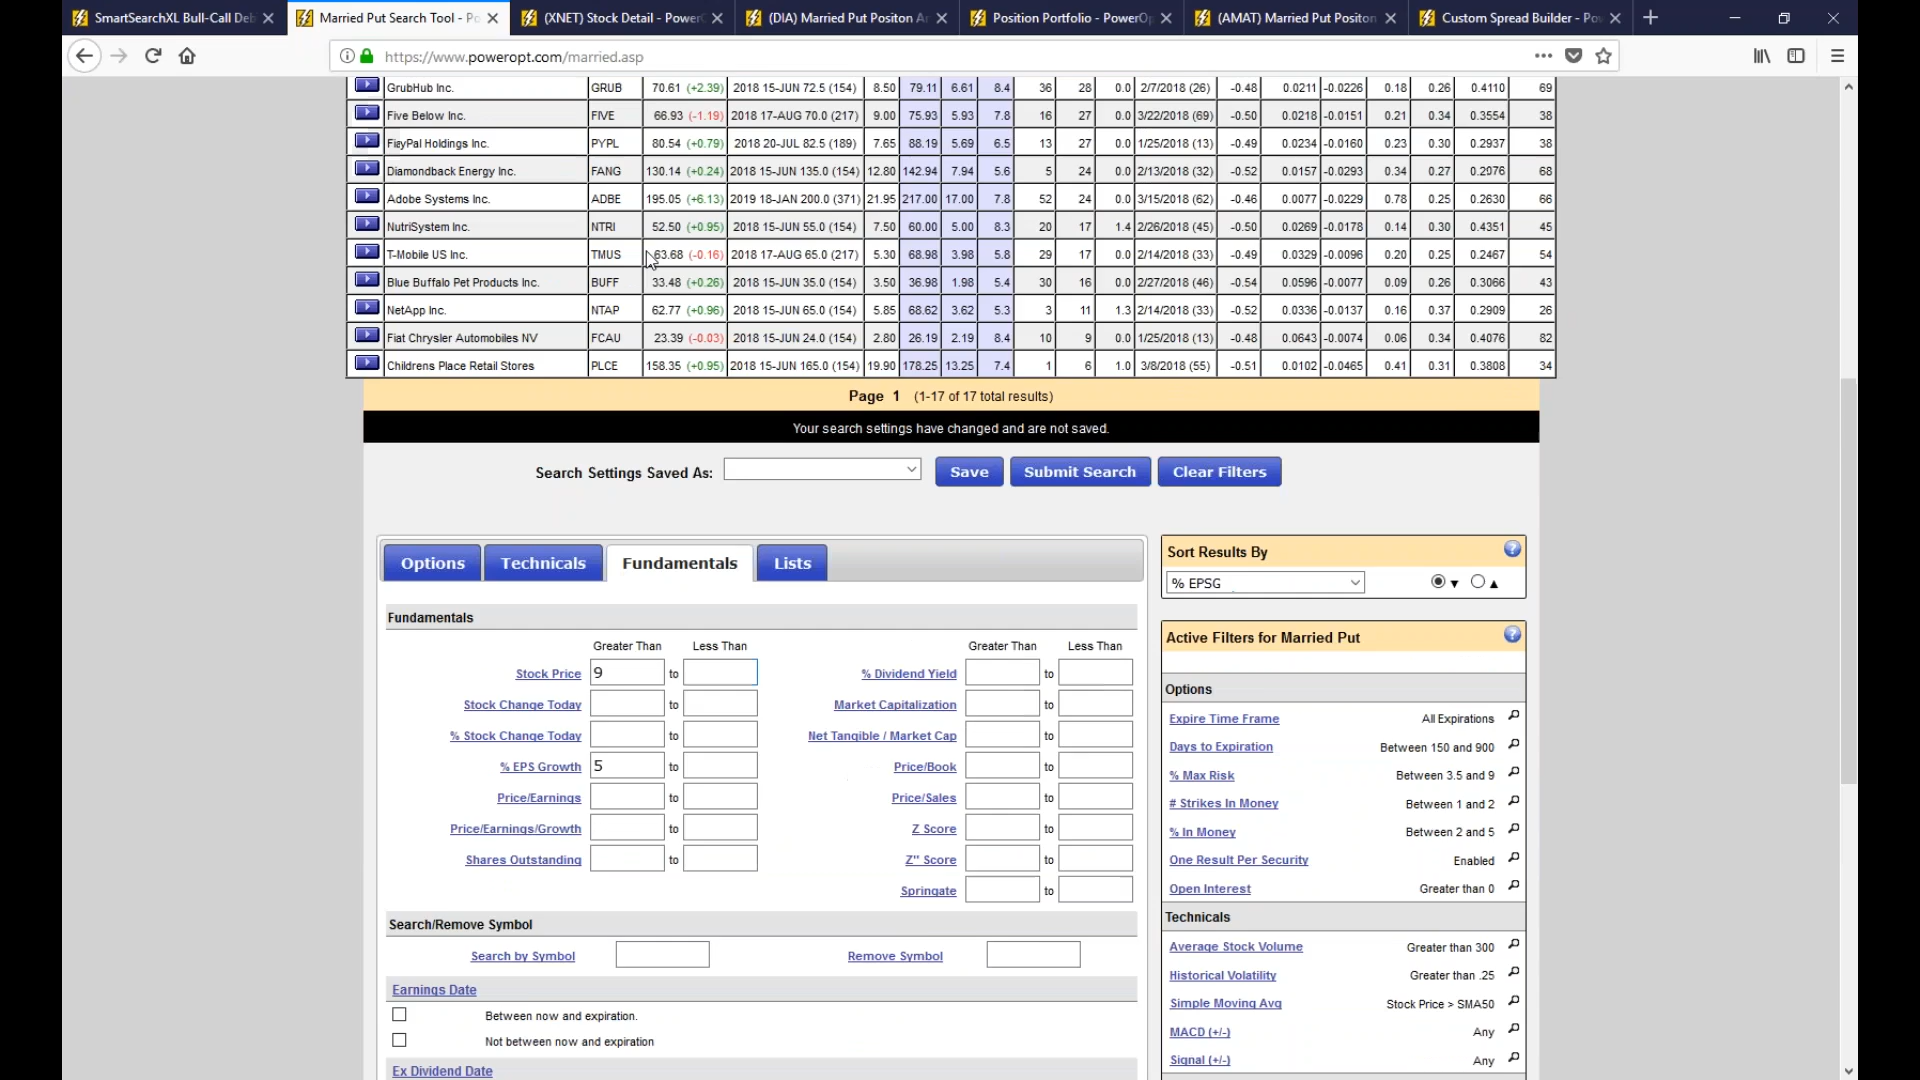 SmartSearchXL Bull-Call Deb
Married Put Search Tool - Po
(XNET) Stock Detail - PowerO
(DIA) Married Put Positon An
Position Portfolio - PowerOp
(AMAT) Married Put Positon
Custom Spread Builder - Po
https://www.poweropt.com/married.asp
GrubHub Inc. GRUB 70.61 (+2.39) 2018 15-JUN 72.5 (154) 8.50 79.11 6.61 8.4 36 28 0.0 2/7/2018 (26) -0.48 0.0211 -0.0226 0.18 0.26 0.4110 69
Five Below Inc. FIVE 66.93 (-1.19) 2018 17-AUG 70.0 (217) 9.00 75.93 5.93 7.8 16 27 0.0 3/22/2018 (69) -0.50 0.0218 -0.0151 0.21 0.34 0.3554 38
PayPal Holdings Inc. PYPL 80.54 (+0.79) 2018 20-JUL 82.5 (189) 7.65 88.19 5.69 6.5 13 27 0.0 1/25/2018 (13) -0.49 0.0234 -0.0160 0.23 0.30 0.2937 38
Diamondback Energy Inc. FANG 130.14 (+0.24) 2018 15-JUN 135.0 (154) 12.80 142.94 7.94 5.6 5 24 0.0 2/13/2018 (32) -0.52 0.0157 -0.0293 0.34 0.27 0.2976 68
Adobe Systems Inc. ADBE 195.05 (+6.13) 2019 18-JAN 200.0 (371) 21.95 217.00 17.00 7.8 52 24 0.0 3/15/2018 (62) -0.46 0.0077 -0.0229 0.78 0.25 0.2630 66
NutriSystem Inc. NTRI 52.50 (+0.95) 2018 15-JUN 55.0 (154) 7.50 60.00 5.00 8.3 20 17 1.4 2/26/2018 (45) -0.50 0.0269 -0.0178 0.14 0.30 0.4351 45
T-Mobile US Inc. TMUS 63.68 (-0.16) 2018 17-AUG 65.0 (217) 5.30 68.98 3.98 5.8 29 17 0.0 2/14/2018 (33) -0.49 0.0329 -0.0096 0.20 0.25 0.2467 54
Blue Buffalo Pet Products Inc. BUFF 33.48 (+0.26) 2018 15-JUN 35.0 (154) 3.50 36.98 1.98 5.4 30 16 0.0 2/27/2018 (46) -0.54 0.0596 -0.0077 0.09 0.26 0.3066 43
NetApp Inc. NTAP 62.77 (+0.96) 2018 15-JUN 65.0 (154) 5.85 68.62 3.62 5.3 3 11 1.3 2/14/2018 (33) -0.52 0.0336 -0.0137 0.16 0.37 0.2909 26
Fiat Chrysler Automobiles NV FCAU 23.39 (-0.03) 2018 15-JUN 24.0 (154) 2.80 26.19 2.19 8.4 10 9 0.0 1/25/2018 (13) -0.48 0.0643 -0.0074 0.06 0.34 0.4076 82
Childrens Place Retail Stores PLCE 158.35 (+0.95) 2018 15-JUN 165.0 (154) 19.90 178.25 13.25 7.4 1 6 1.0 3/8/2018 (55) -0.51 0.0102 -0.0465 0.41 0.31 0.3808 34
Page 1 (1-17 of 17 total results)
Your search settings have changed and are not saved.
Search Settings Saved As: Save Submit Search Clear Filters
Options Technicals Fundamentals Lists
Fundamentals
Greater Than Less Than Greater Than Less Than
Stock Price 9 to % Dividend Yield to
Stock Change Today to Market Capitalization to
% Stock Change Today to Net Tangible / Market Cap to
% EPS Growth 5 to Price/Book to
Price/Earnings to Price/Sales to
Price/Earnings/Growth to Z Score to
Shares Outstanding to Z" Score to
Springate to
Search/Remove Symbol
Search by Symbol Remove Symbol
Earnings Date
Between now and expiration.
Not between now and expiration
Ex Dividend Date
Sort Results By
% EPSG
Active Filters for Married Put
Options
Expire Time Frame All Expirations
Days to Expiration Between 150 and 900
% Max Risk Between 3.5 and 9
# Strikes In Money Between 1 and 2
% In Money Between 2 and 5
One Result Per Security Enabled
Open Interest Greater than 0
Technicals
Average Stock Volume Greater than 300
Historical Volatility Greater than .25
Simple Moving Avg Stock Price > SMA50
MACD (+/-) Any
Signal (+/-) Any